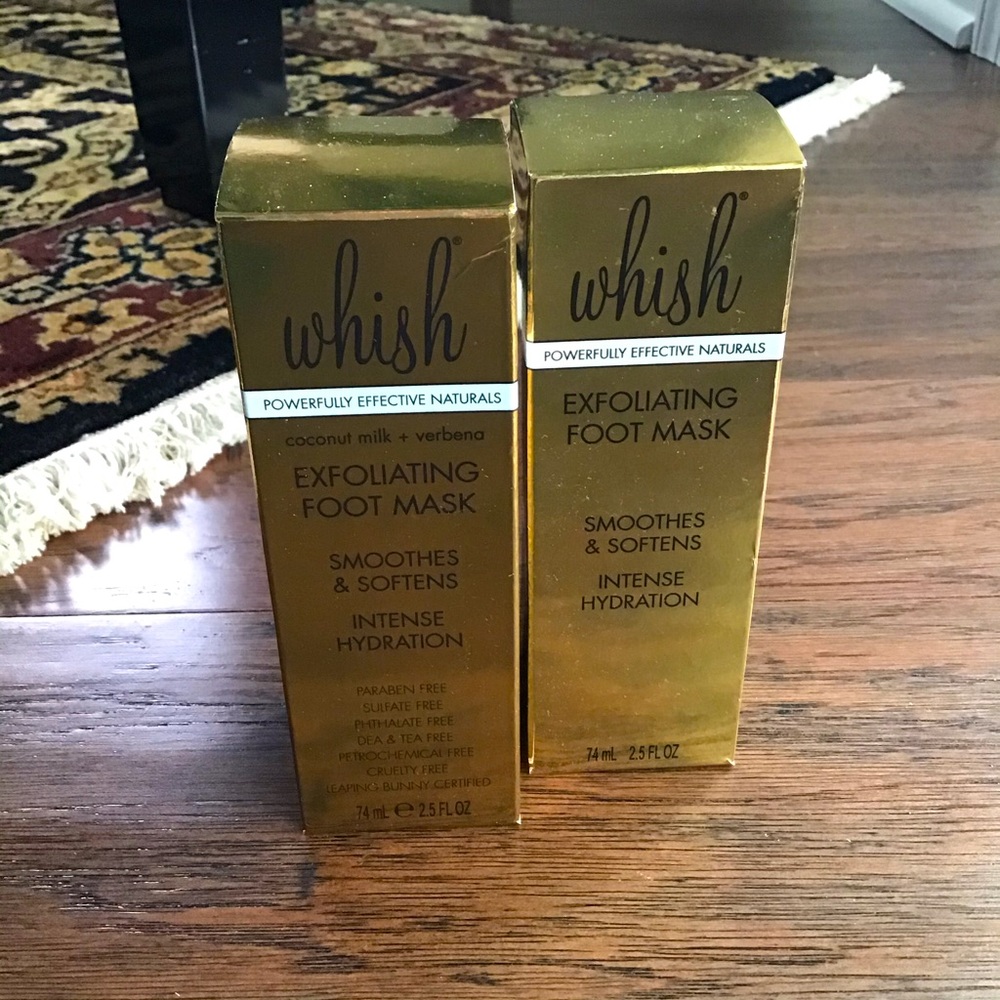 whish®
POWERFULLY EFFECTIVE NATURALS
coconut milk + verbena
EXFOLIATING
FOOT MASK
SMOOTHES
& SOFTENS
INTENSE
HYDRATION
PARABEN FREE
SULFATE FREE
PHTHALATE FREE
DEA & TEA FREE
PETROCHEMICAL FREE
CRUELTY FREE
LEAPING BUNNY CERTIFIED
74 mL ℮ 2.5 FL OZ
whish®
POWERFULLY EFFECTIVE NATURALS
EXFOLIATING
FOOT MASK
SMOOTHES
& SOFTENS
INTENSE
HYDRATION
74 mL 2.5 FL OZ